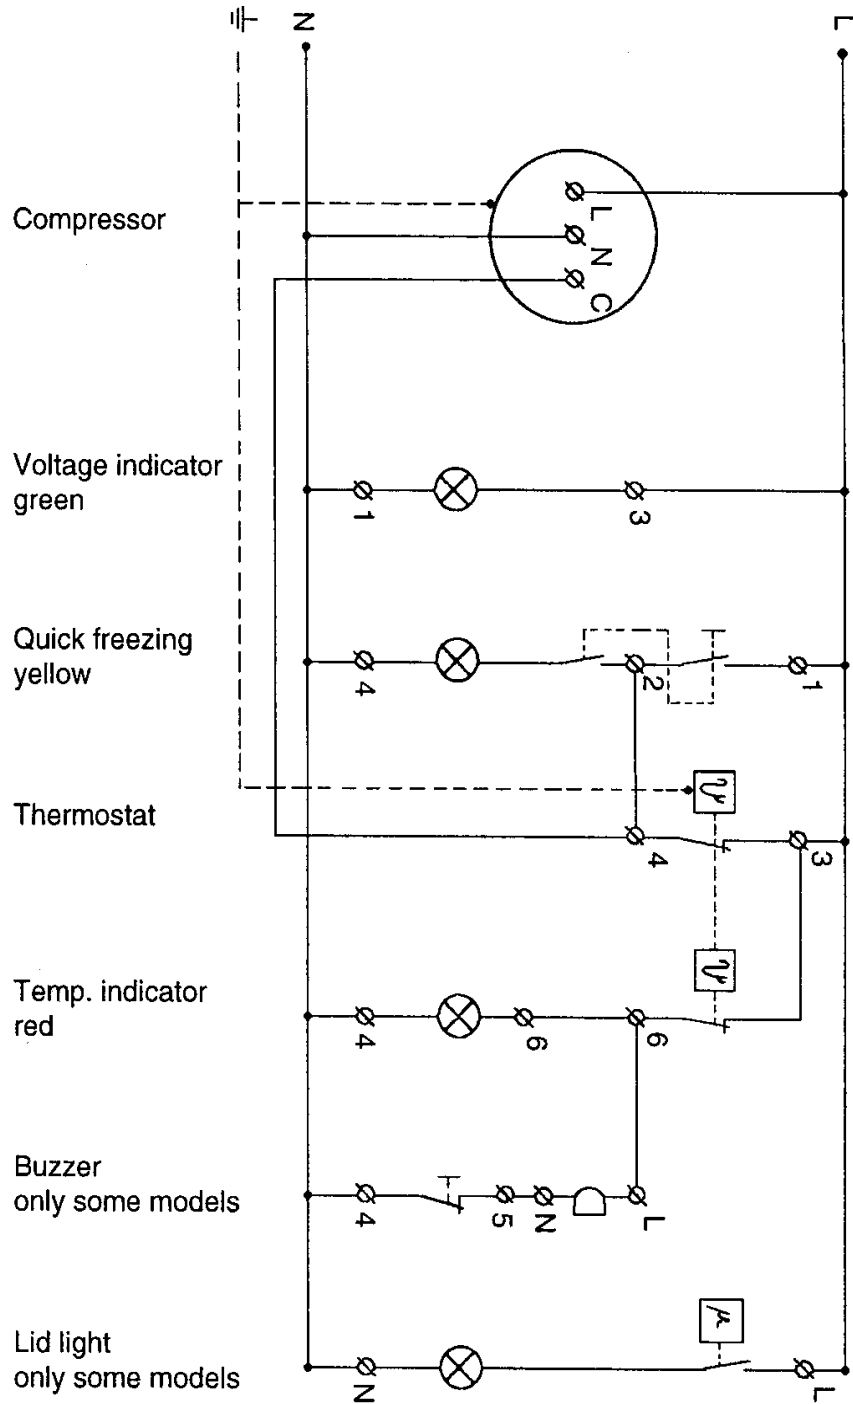 N
L
L
N
C
Compressor
Voltage indicator
green
1
3
Quick freezing
yellow
4
2
1
Thermostat
4
3
Temp. indicator
red
4
6
6
Buzzer
only some models
4
5
N
L
Lid light
only some models
μ
N
L